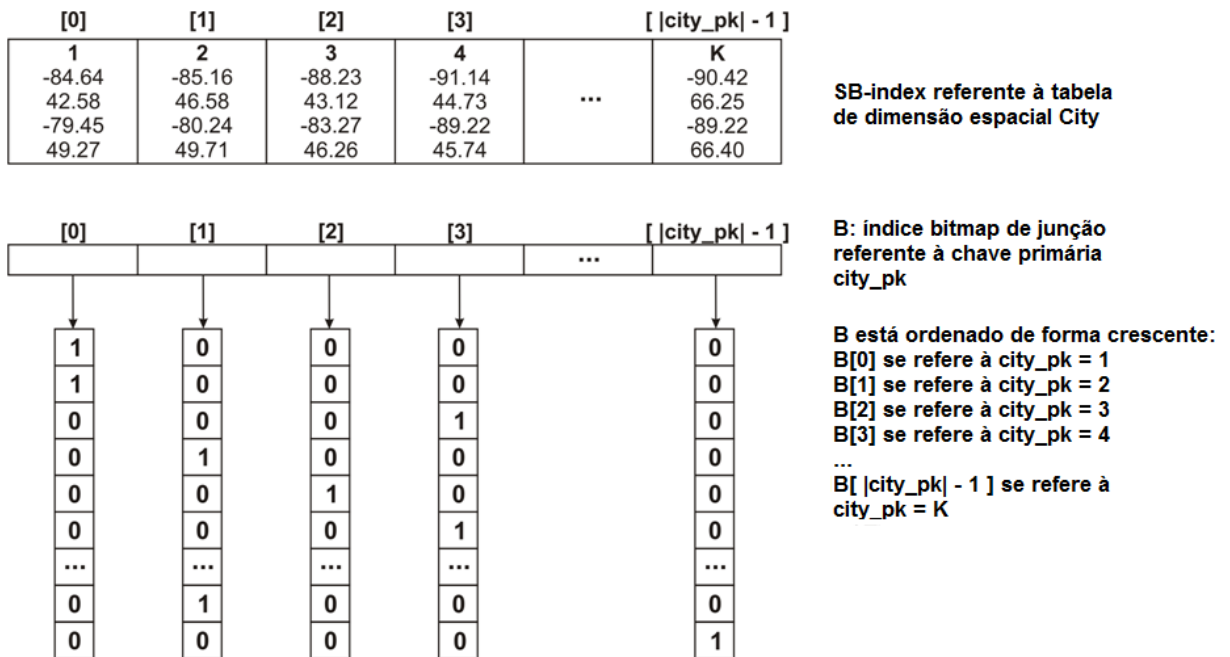 [0] [1] [2] [3] [ |city_pk| - 1 ]
1 2 3 4 K
-84.64 -85.16 -88.23 -91.14 -90.42
42.58 46.58 43.12 44.73 ... 66.25
-79.45 -80.24 -83.27 -89.22 -89.22
49.27 49.71 46.26 45.74 66.40
SB-index referente à tabela
de dimensão espacial City
[0] [1] [2] [3] [ |city_pk| - 1 ]
...
1 0 0 0 0
1 0 0 0 0
0 0 0 1 0
0 1 0 0 0
0 0 1 0 0
0 0 0 1 0
... ... ... ... ...
0 1 0 0 0
0 0 0 0 1
B: índice bitmap de junção
referente à chave primária
city_pk
B está ordenado de forma crescente:
B[0] se refere à city_pk = 1
B[1] se refere à city_pk = 2
B[2] se refere à city_pk = 3
B[3] se refere à city_pk = 4
...
B[ |city_pk| - 1 ] se refere à
city_pk = K